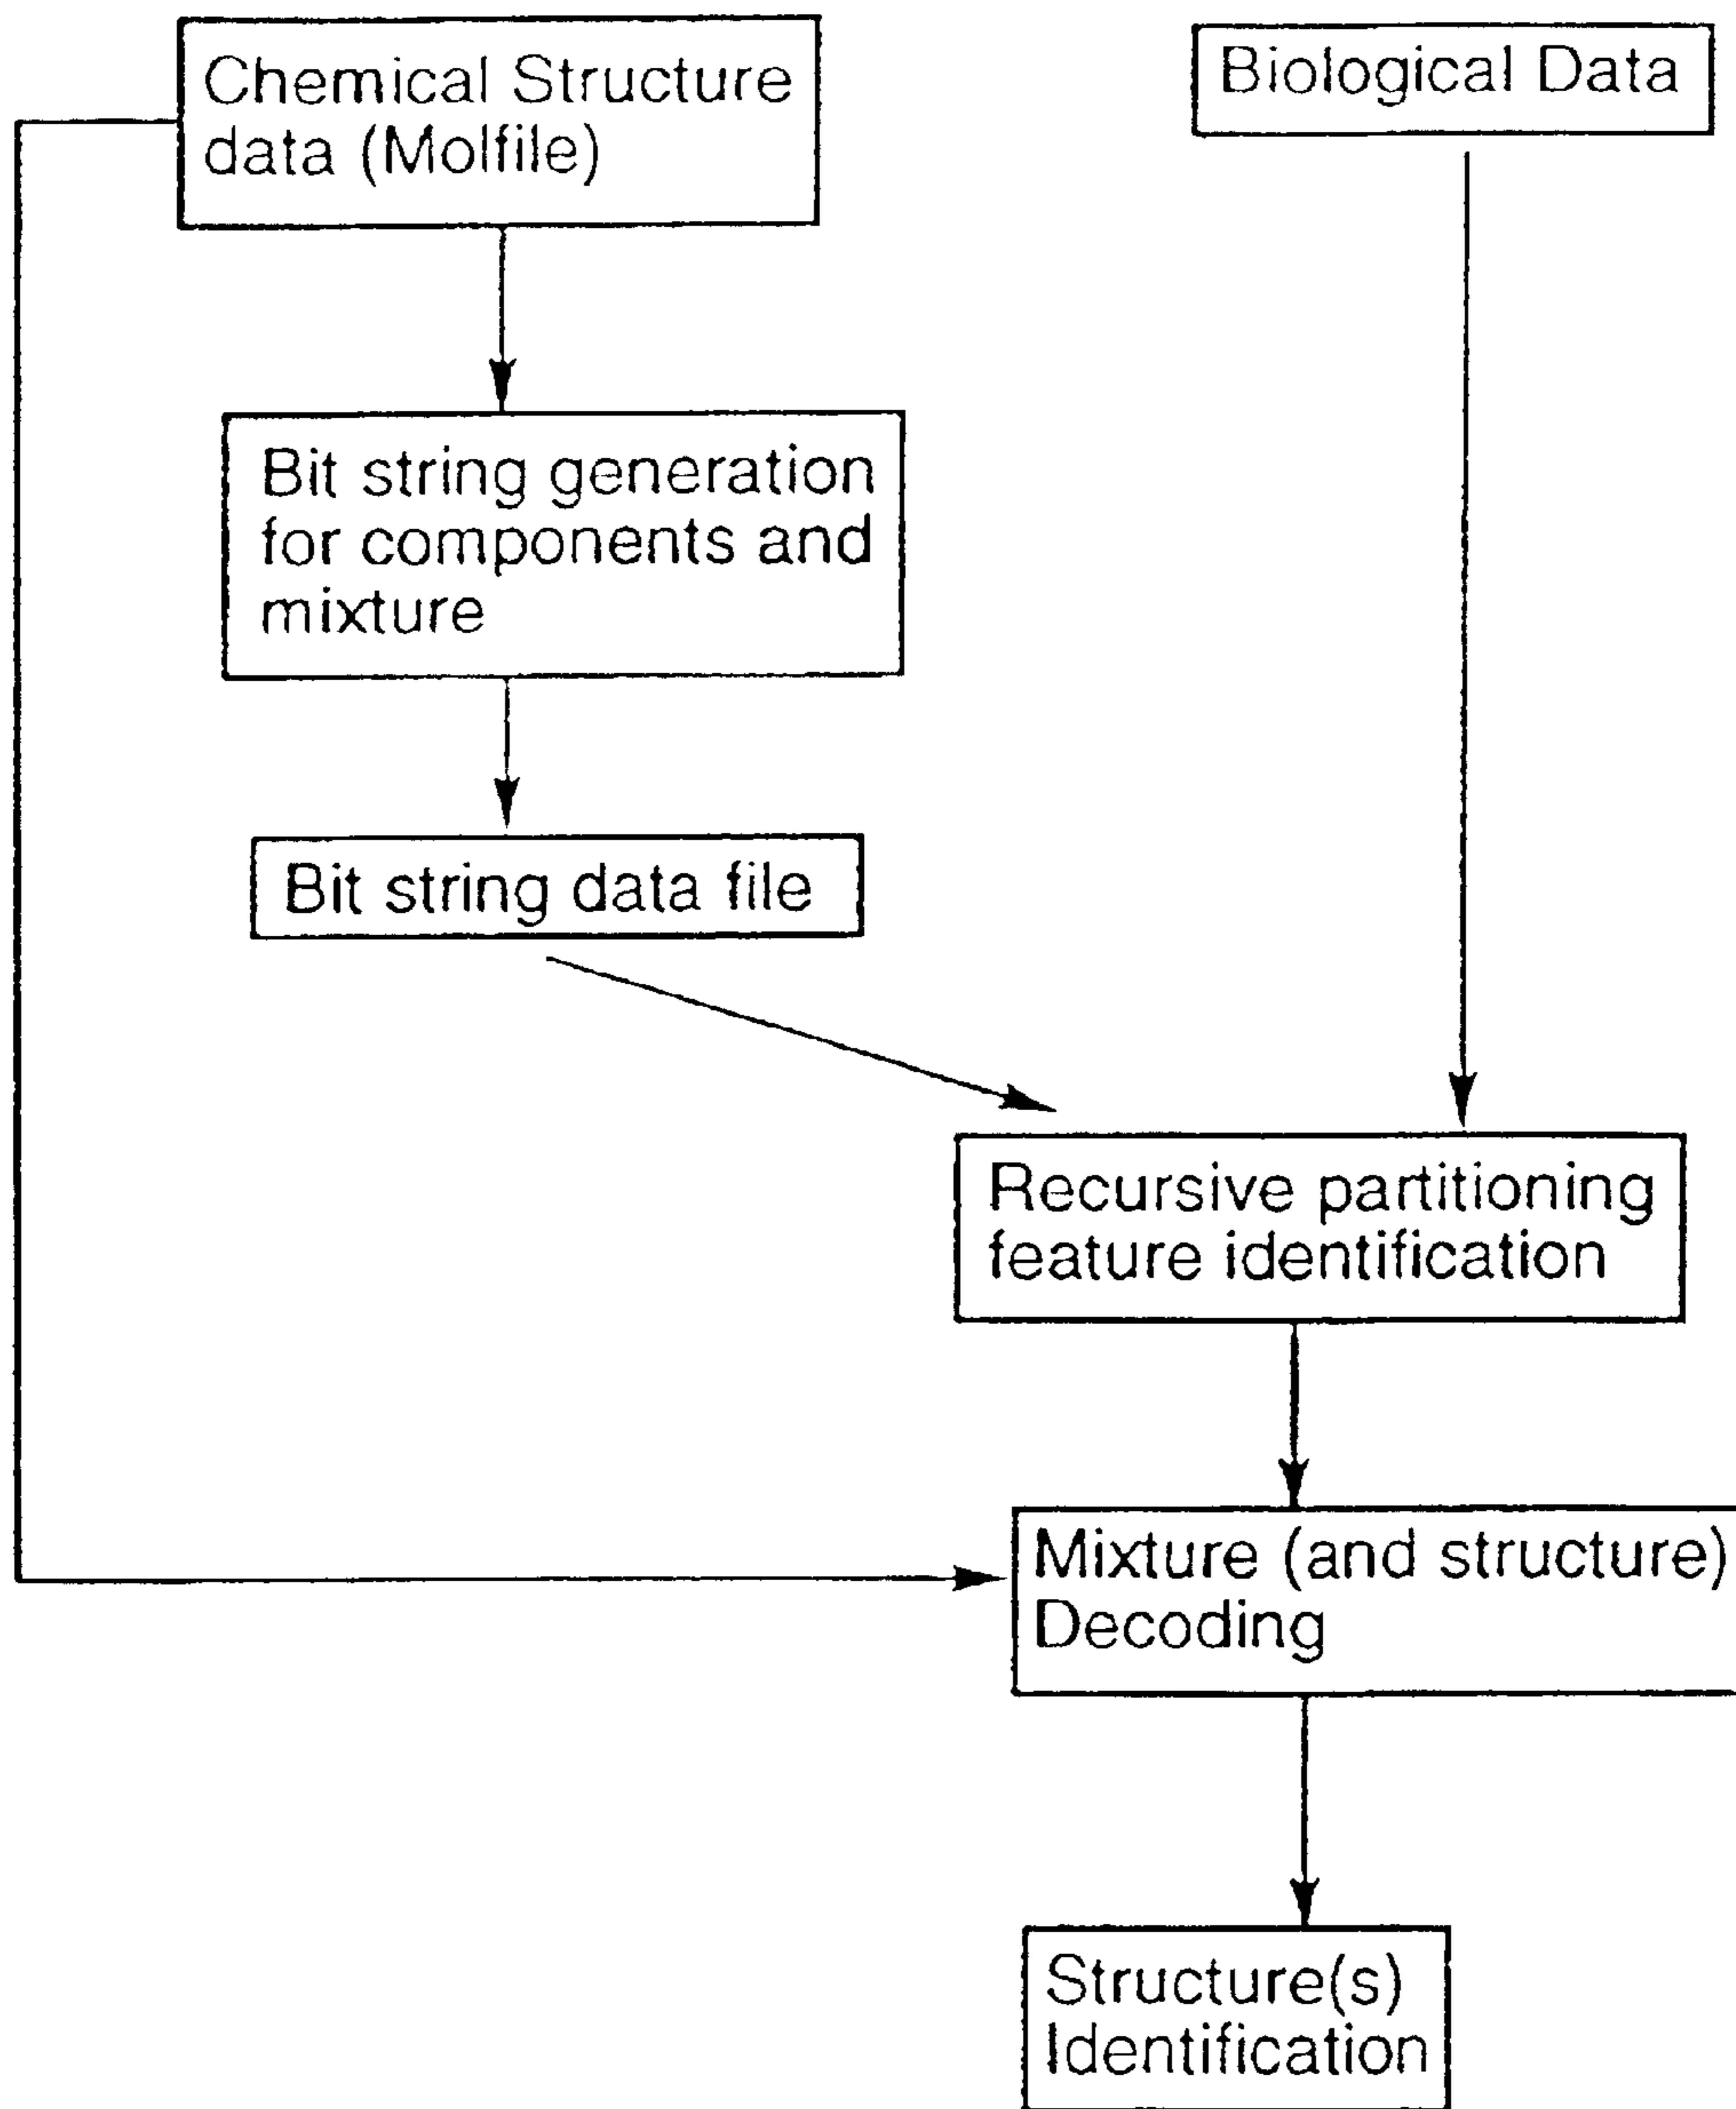 Chemical Structure
data (Molfile)
Biological Data
Bit string generation
for components and
mixture
Bit string data file
Recursive partitioning
feature identification
Mixture (and structure)
Decoding
Structure(s)
Identification